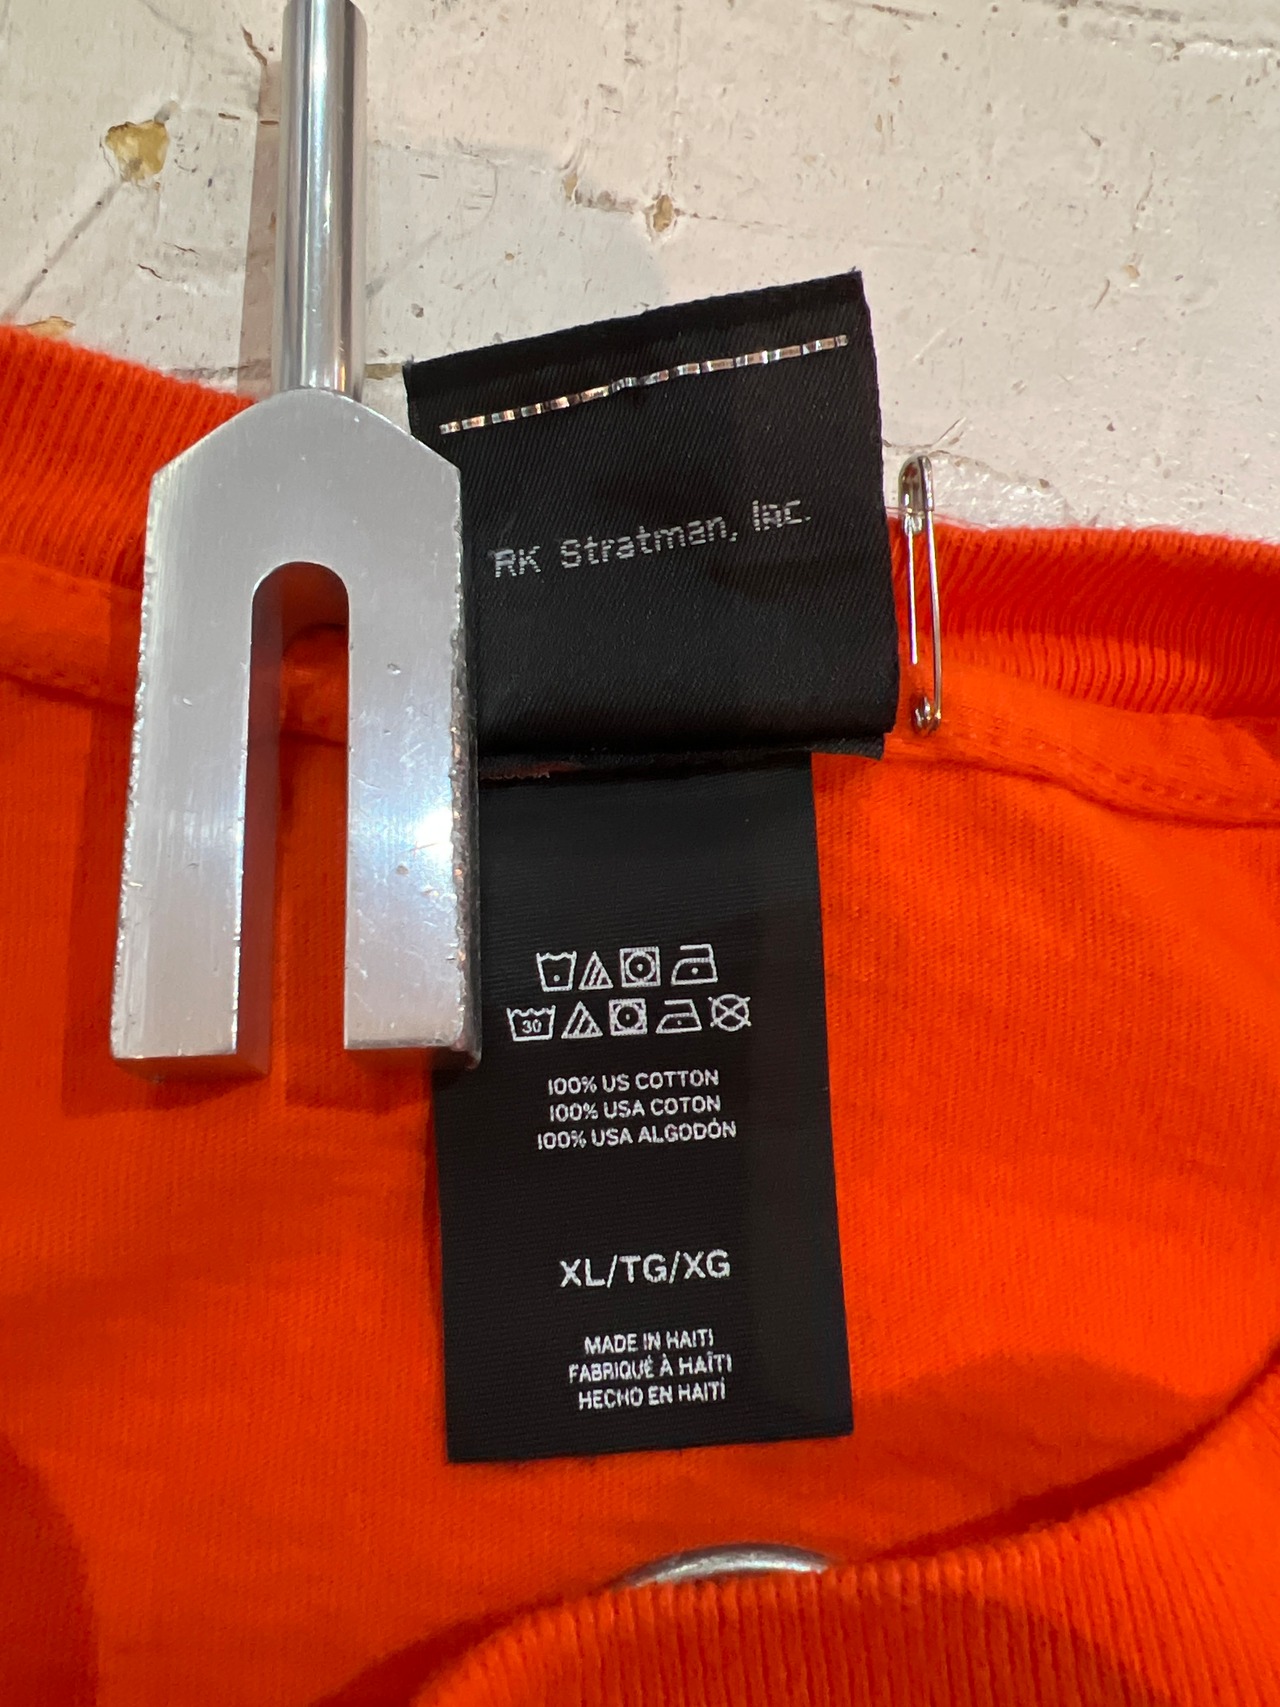 RK Stratman, Inc.
30
100% US COTTON
100% USA COTON
100% USA ALGODÓN
XL/TG/XG
MADE IN HAITI
FABRIQUÉ À HAÏTI
HECHO EN HAITÍ